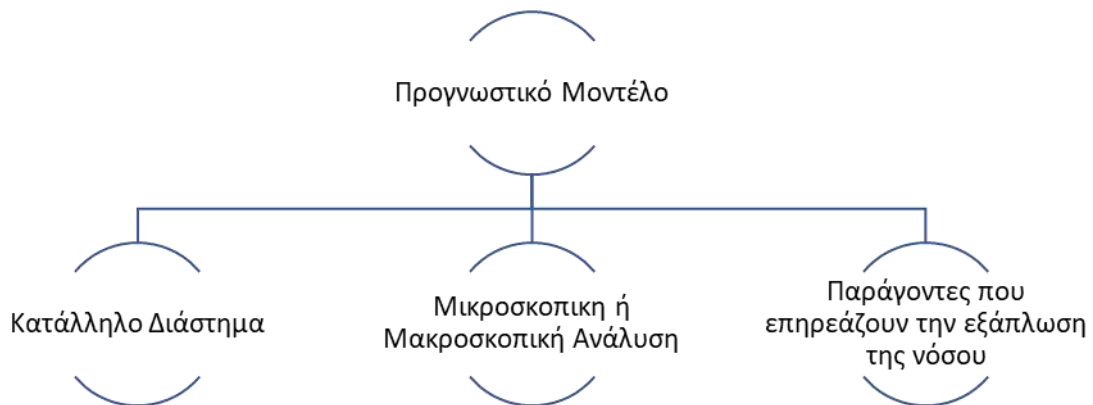 Προγνωστικό Μοντέλο
Κατάλληλο Διάστημα
Μικροσκοπικη ή
Μακροσκοπική Ανάλυση
Παράγοντες που
επηρεάζουν την εξάπλωση
της νόσου